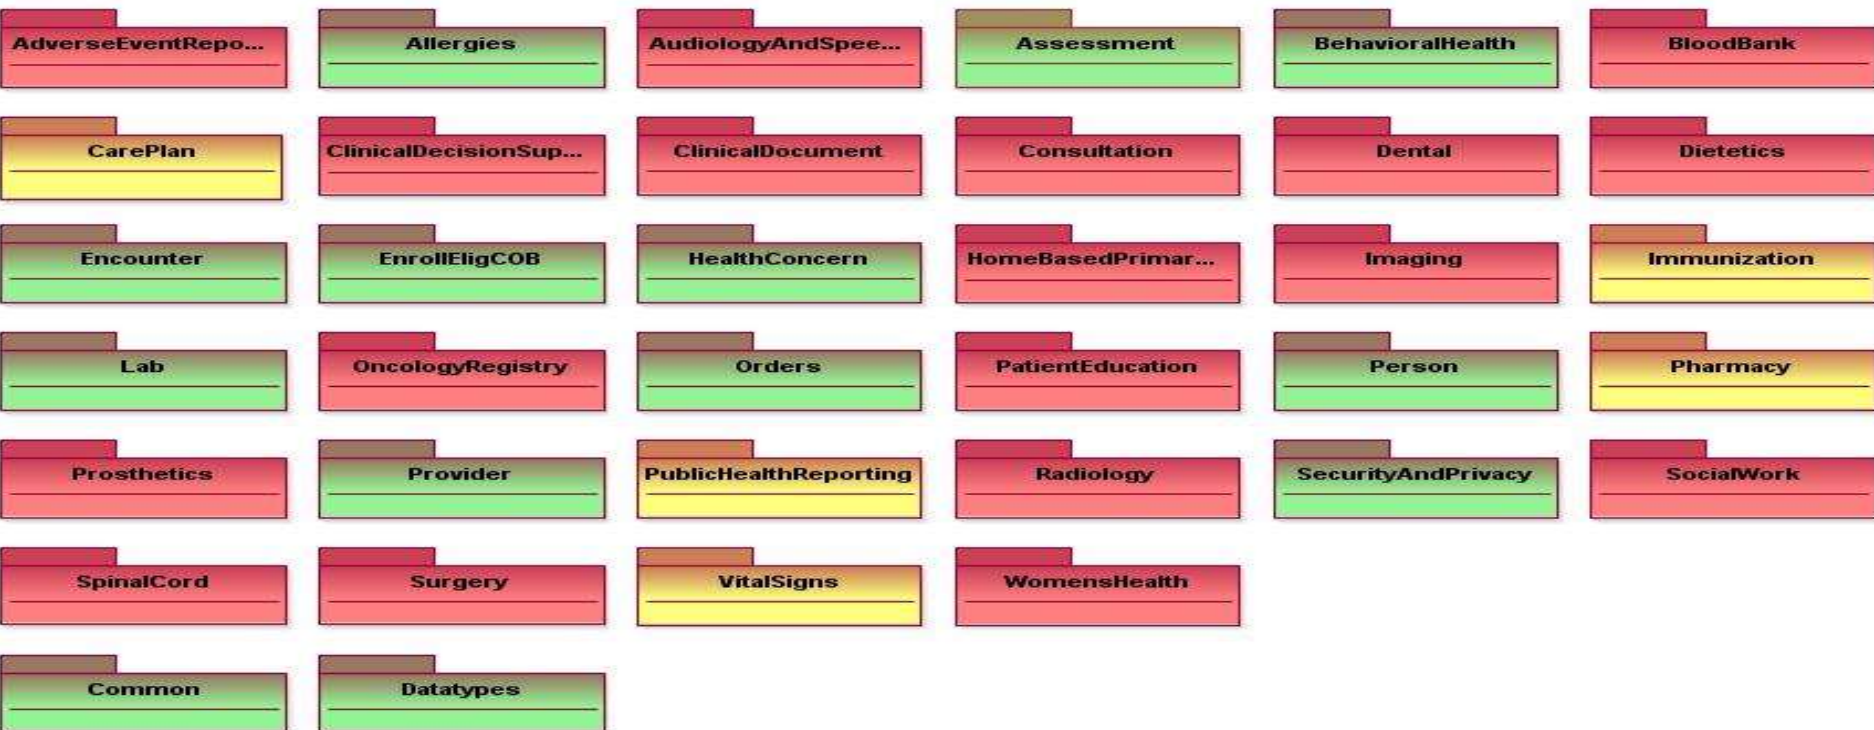 AdverseEventRepo...
Allergies
AudiologyAndSpee...
Assessment
BehavioralHealth
BloodBank
CarePlan
ClinicalDecisionSup...
ClinicalDocument
Consultation
Dental
Dietetics
Encounter
EnrollEligCOB
HealthConcern
HomeBasedPrimar...
Imaging
Immunization
Lab
OncologyRegistry
Orders
PatientEducation
Person
Pharmacy
Prosthetics
Provider
PublicHealthReporting
Radiology
SecurityAndPrivacy
SocialWork
SpinalCord
Surgery
VitalSigns
WomensHealth
Common
Datatypes